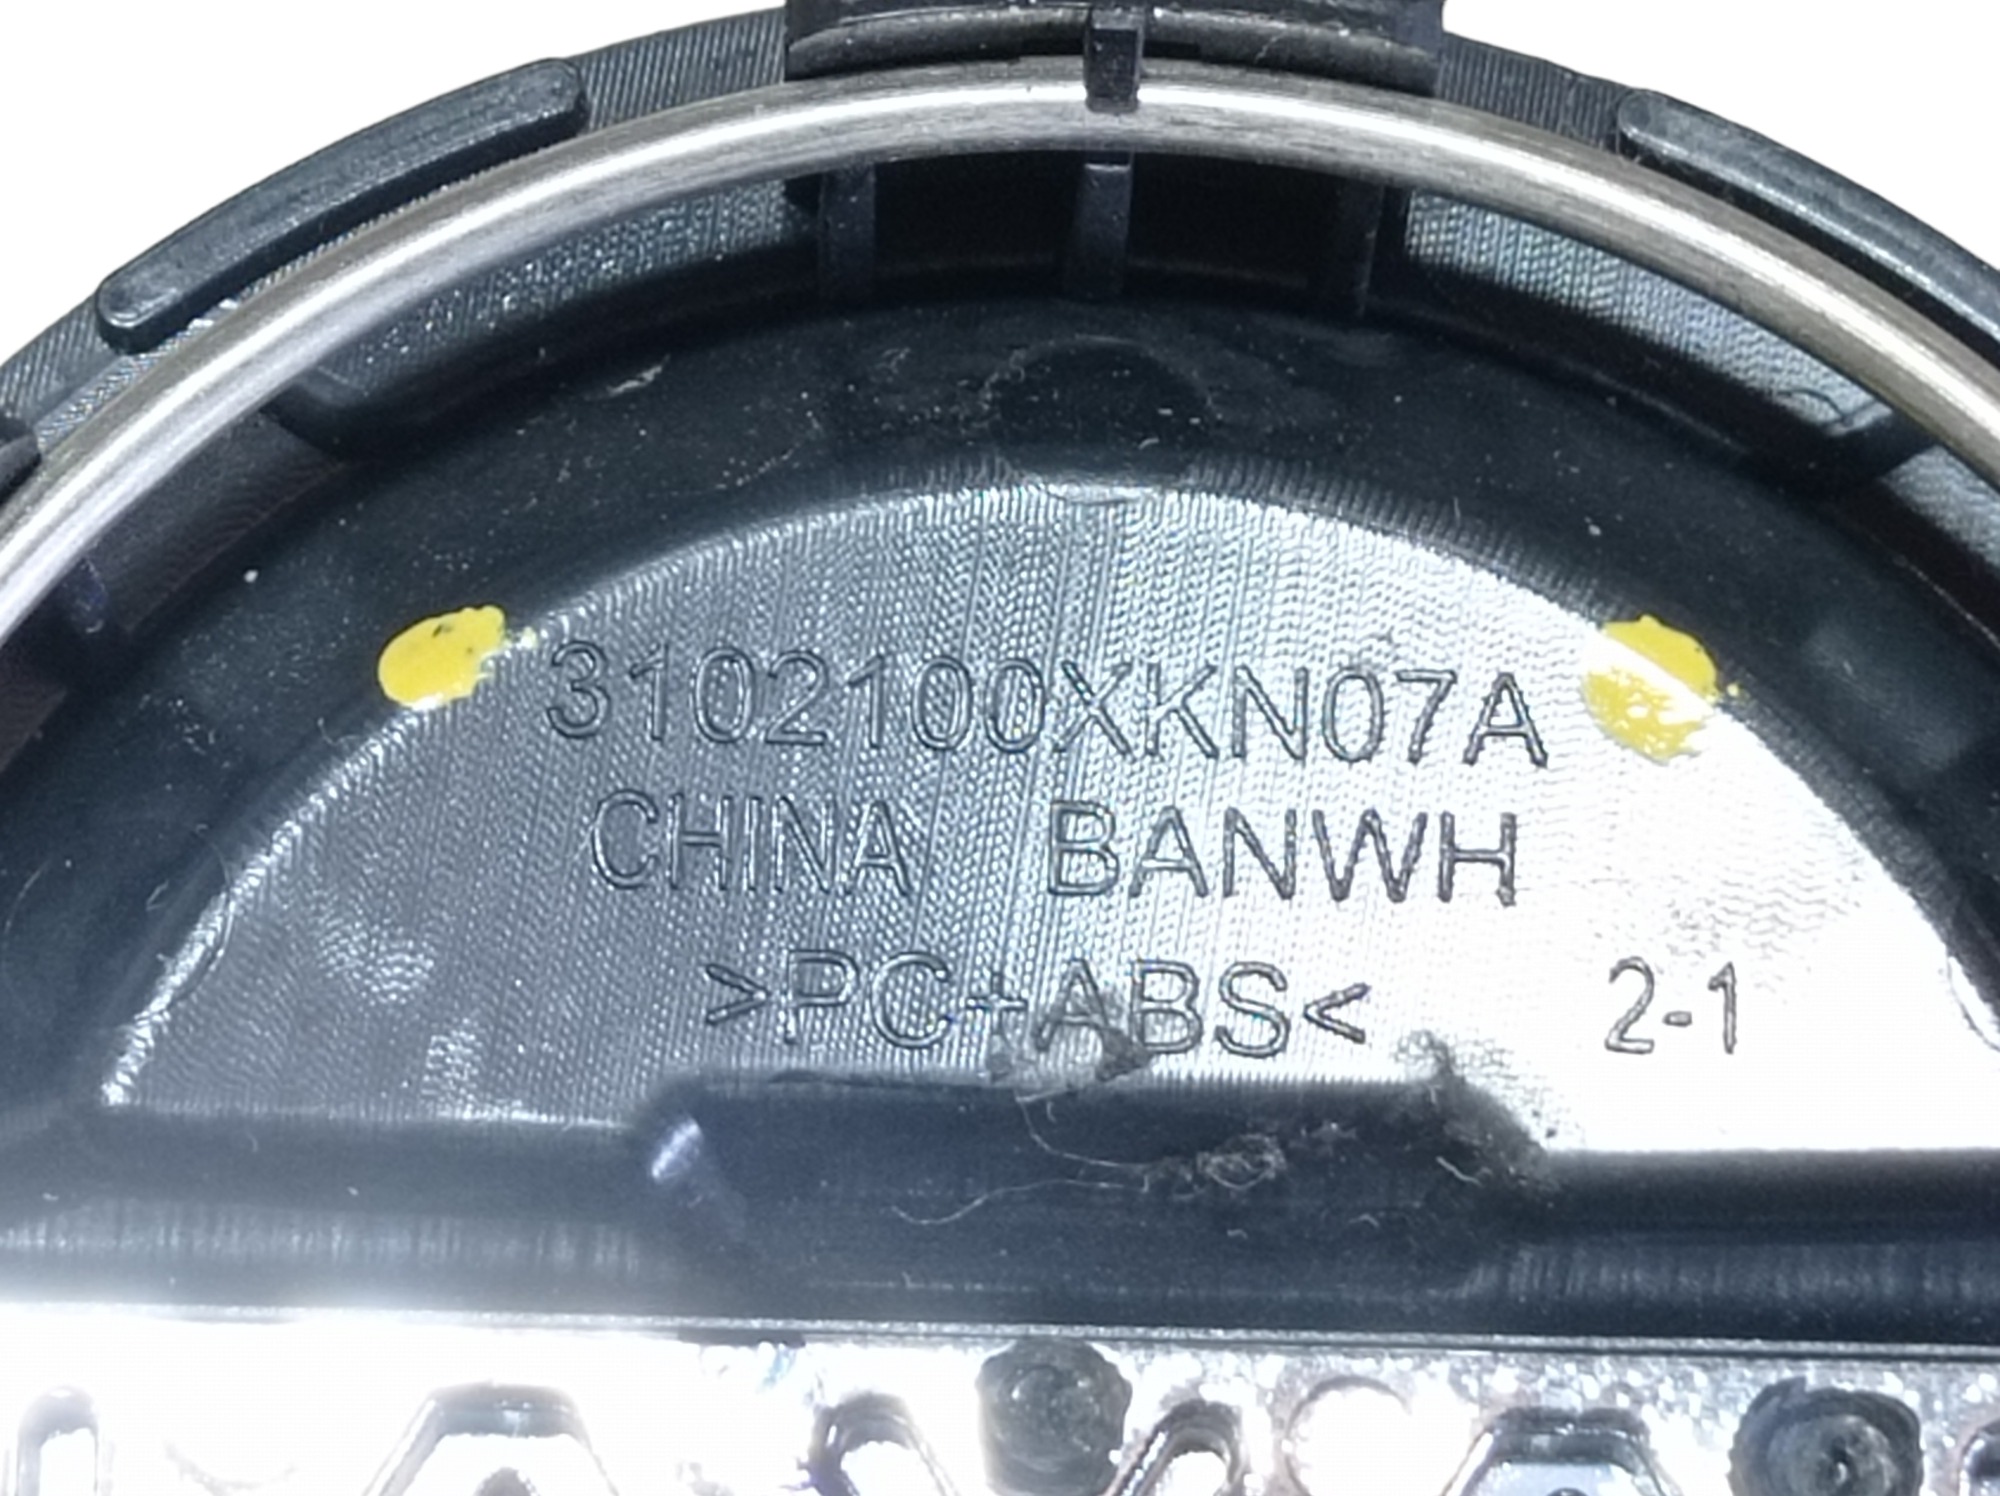 3102100XKN07A
CHINA BANWH
>PC+ABS<
2-1